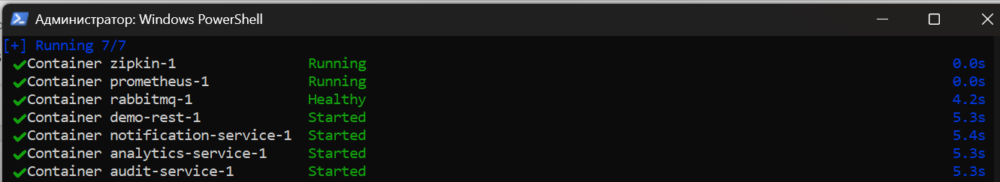 Администратор: Windows PowerShell
[+] Running 7/7
✔Container zipkin-1 Running 0.0s
✔Container prometheus-1 Running 0.0s
✔Container rabbitmq-1 Healthy 4.2s
✔Container demo-rest-1 Started 5.3s
✔Container notification-service-1 Started 5.4s
✔Container analytics-service-1 Started 5.3s
✔Container audit-service-1 Started 5.3s